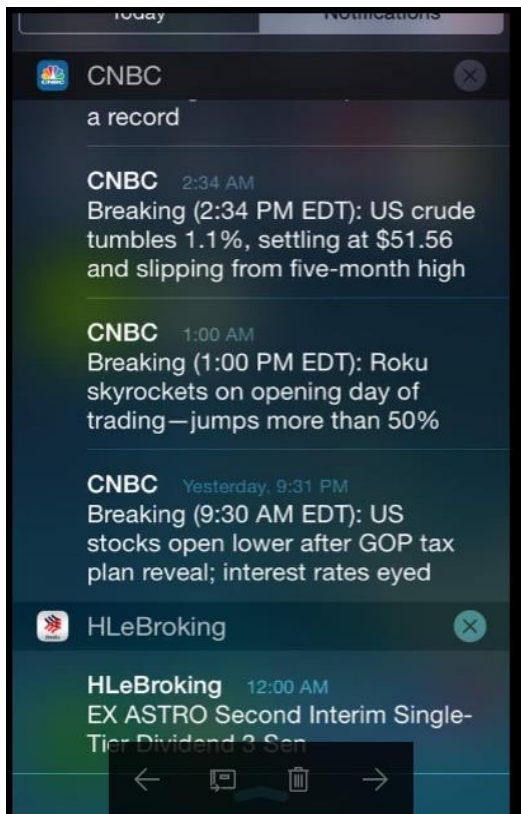 Today Notifications
CNBC
a record
CNBC 2:34 AM
Breaking (2:34 PM EDT): US crude
tumbles 1.1%, settling at $51.56
and slipping from five-month high
CNBC 1:00 AM
Breaking (1:00 PM EDT): Roku
skyrockets on opening day of
trading—jumps more than 50%
CNBC Yesterday, 9:31 PM
Breaking (9:30 AM EDT): US
stocks open lower after GOP tax
plan reveal; interest rates eyed
HLeBroking
HLeBroking 12:00 AM
EX ASTRO Second Interim Single-
Tier Dividend 3 Sen